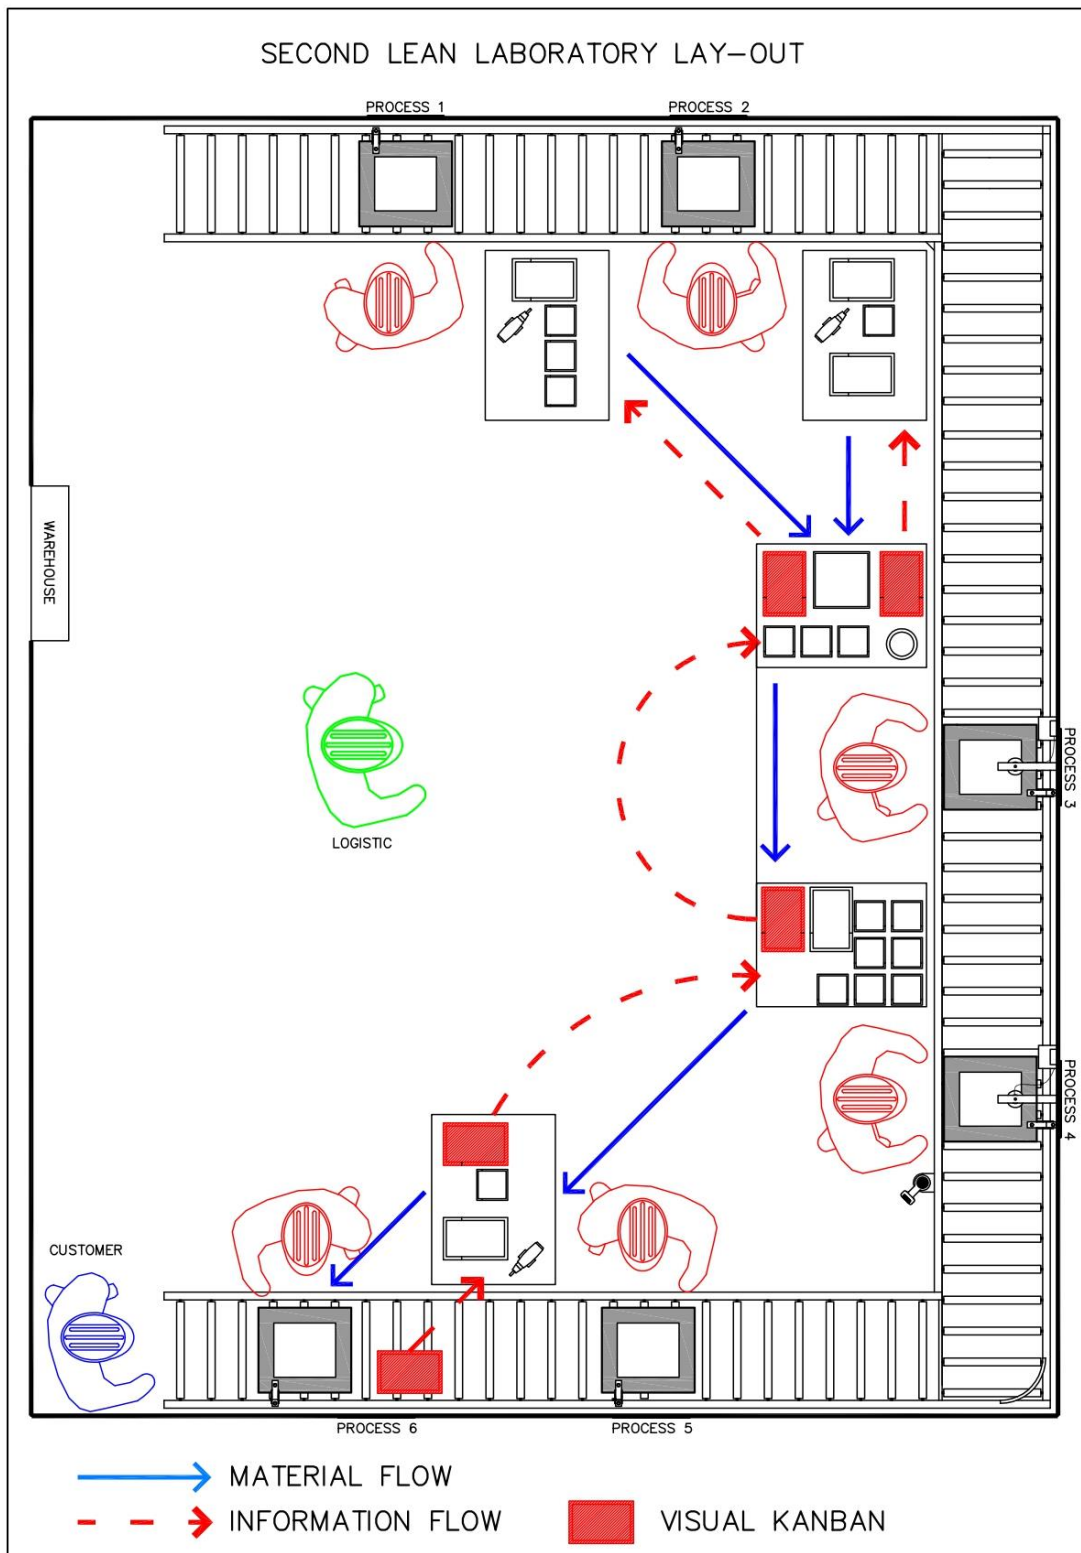 SECOND LEAN LABORATORY LAY-OUT
PROCESS 1
PROCESS 2
WAREHOUSE
PROCESS 3
LOGISTIC
PROCESS 4
CUSTOMER
PROCESS 6
PROCESS 5
MATERIAL FLOW
INFORMATION FLOW
VISUAL KANBAN